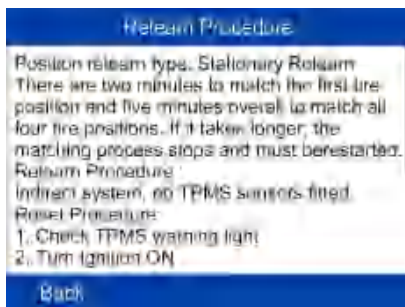 Relearn Procedure
Position relearn type: Stationary Relearn
There are two minutes to match the first tire
position and five minutes overall to match all
four tire positions. If it takes longer, the
matching process stops and must berestarted.
Relearn Procedure :
Indirect system, no TPMS sensors fitted.
Reset Procedure:
1. Check TPMS warning light
2. Turn Ignition ON
Back